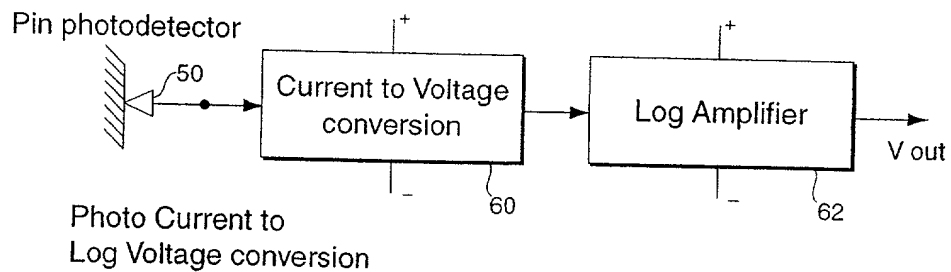 Pin photodetector
50
+
Current to Voltage
conversion
−
60
+
Log Amplifier
−
62
V out
Photo Current to
Log Voltage conversion